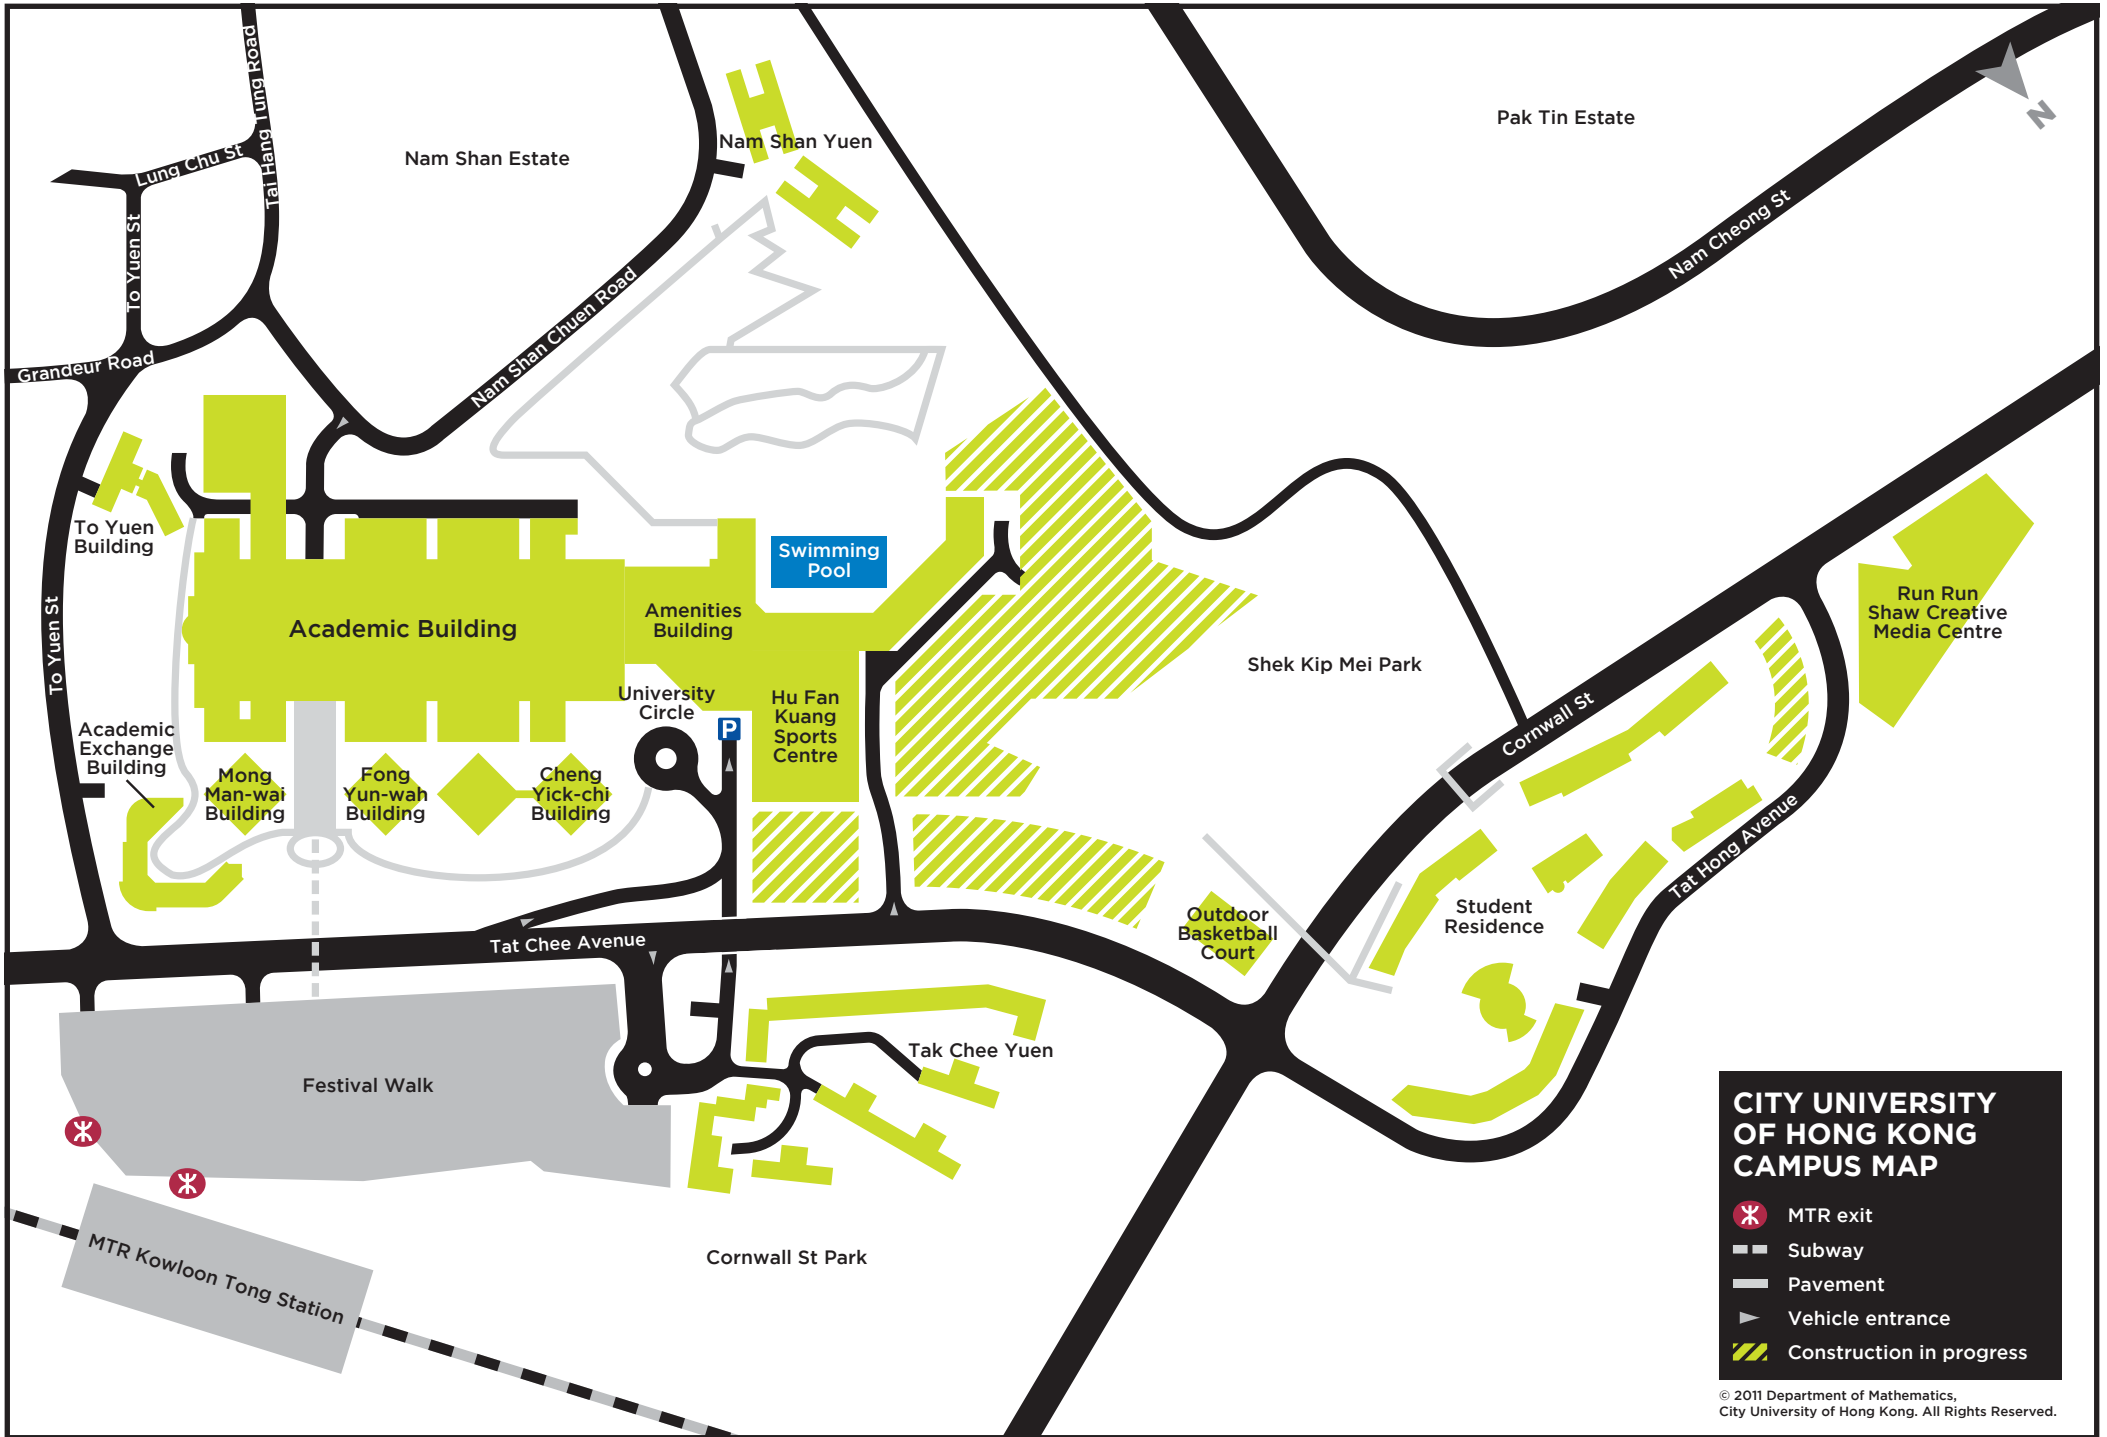 Tai Hang Tung Road
Lung Chu St
Nam Shan Estate
Nam Shan Yuen
Pak Tin Estate
N
To Yuen St
Nam Cheong St
Nam Shan Chuen Road
Grandeur Road
To Yuen
Building
Swimming
Pool
Academic Building
Amenities
Building
To Yuen St
Run Run
Shaw Creative
Media Centre
Shek Kip Mei Park
University
Circle
P
Hu Fan
Kuang
Sports
Centre
Cornwall St
Academic
Exchange
Building
Mong
Man-wai
Building
Fong
Yun-wah
Building
Cheng
Yick-chi
Building
Tat Hong Avenue
Student
Residence
Outdoor
Basketball
Court
Tat Chee Avenue
Tak Chee Yuen
Festival Walk
MTR Kowloon Tong Station
Cornwall St Park
CITY UNIVERSITY
OF HONG KONG
CAMPUS MAP
MTR exit
Subway
Pavement
Vehicle entrance
Construction in progress
© 2011 Department of Mathematics,
City University of Hong Kong. All Rights Reserved.